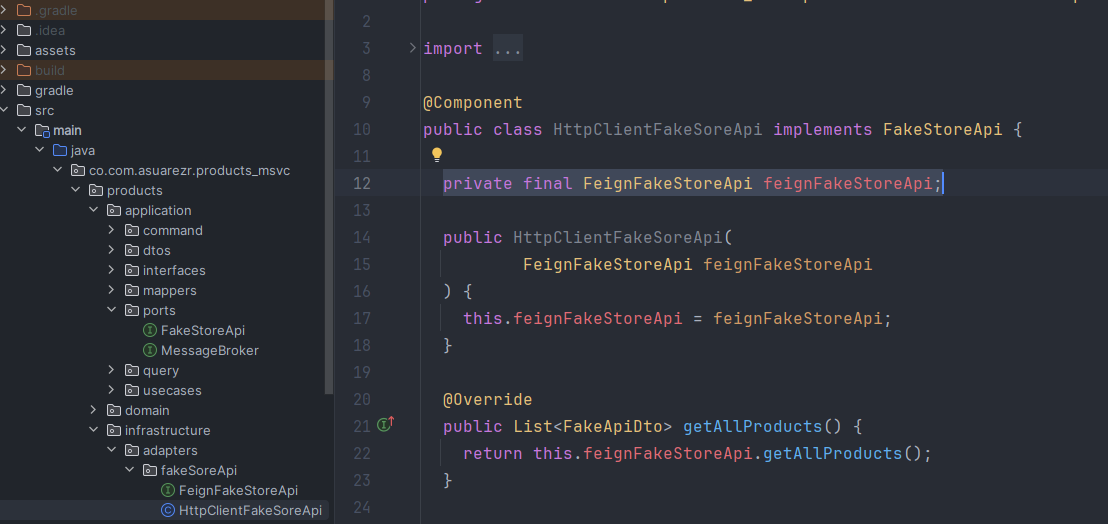 .gradle
.idea
assets
build
gradle
src
main
java
co.com.asuarezr.products_msvc
products
application
command
dtos
interfaces
mappers
ports
FakeStoreApi
MessageBroker
query
usecases
domain
infrastructure
adapters
fakeSoreApi
FeignFakeStoreApi
HttpClientFakeSoreApi
2
3 import ...
8
9 @Component
10 public class HttpClientFakeSoreApi implements FakeStoreApi {
11
12 private final FeignFakeStoreApi feignFakeStoreApi;
13
14 public HttpClientFakeSoreApi(
15 FeignFakeStoreApi feignFakeStoreApi
16 ) {
17 this.feignFakeStoreApi = feignFakeStoreApi;
18 }
19
20 @Override
21 public List<FakeApiDto> getAllProducts() {
22 return this.feignFakeStoreApi.getAllProducts();
23 }
24